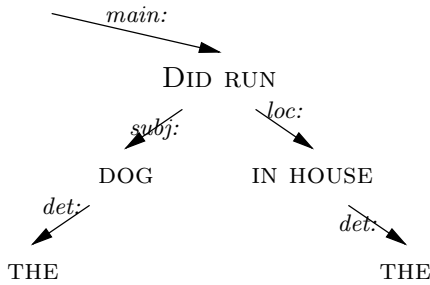 main:
DID RUN
subj: loc:
DOG IN HOUSE
det: det:
THE THE